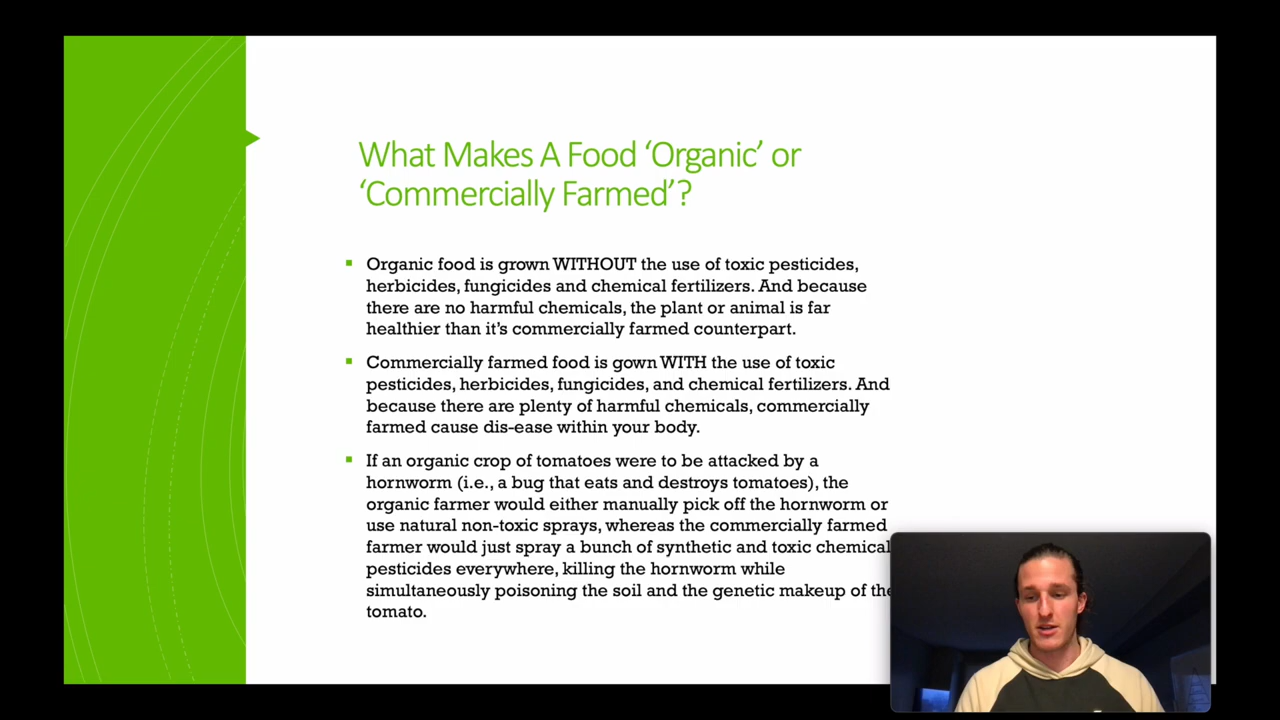 What Makes A Food ‘Organic’ or
‘Commercially Farmed’?
Organic food is grown WITHOUT the use of toxic pesticides,
herbicides, fungicides and chemical fertilizers. And because
there are no harmful chemicals, the plant or animal is far
healthier than it’s commercially farmed counterpart.
Commercially farmed food is gown WITH the use of toxic
pesticides, herbicides, fungicides, and chemical fertilizers. And
because there are plenty of harmful chemicals, commercially
farmed cause dis-ease within your body.
If an organic crop of tomatoes were to be attacked by a
hornworm (i.e., a bug that eats and destroys tomatoes), the
organic farmer would either manually pick off the hornworm or
use natural non-toxic sprays, whereas the commercially farmed
farmer would just spray a bunch of synthetic and toxic chemical
pesticides everywhere, killing the hornworm while
simultaneously poisoning the soil and the genetic makeup of the
tomato.